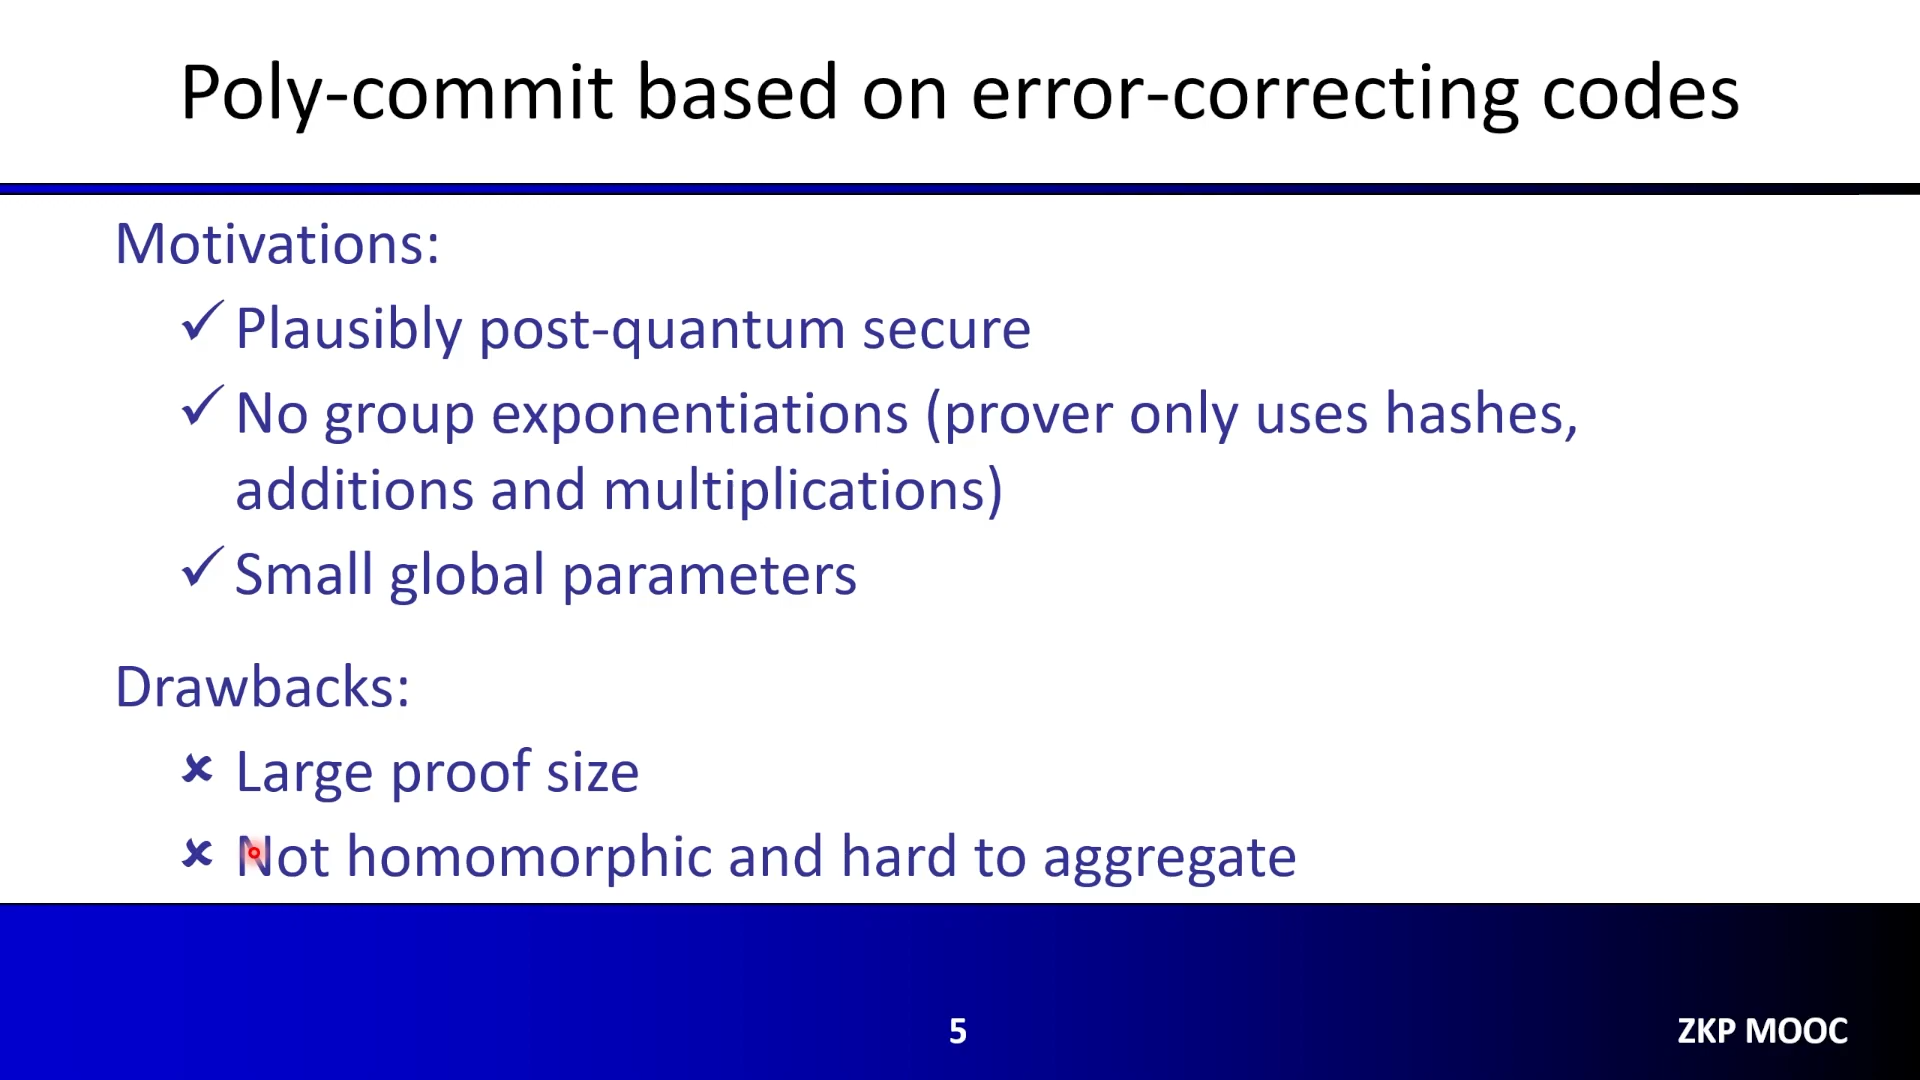 Poly-commit based on error-correcting codes
Motivations:
✓ Plausibly post-quantum secure
✓ No group exponentiations (prover only uses hashes,
additions and multiplications)
✓ Small global parameters
Drawbacks:
✘ Large proof size
✘ Not homomorphic and hard to aggregate
5
ZKP MOOC